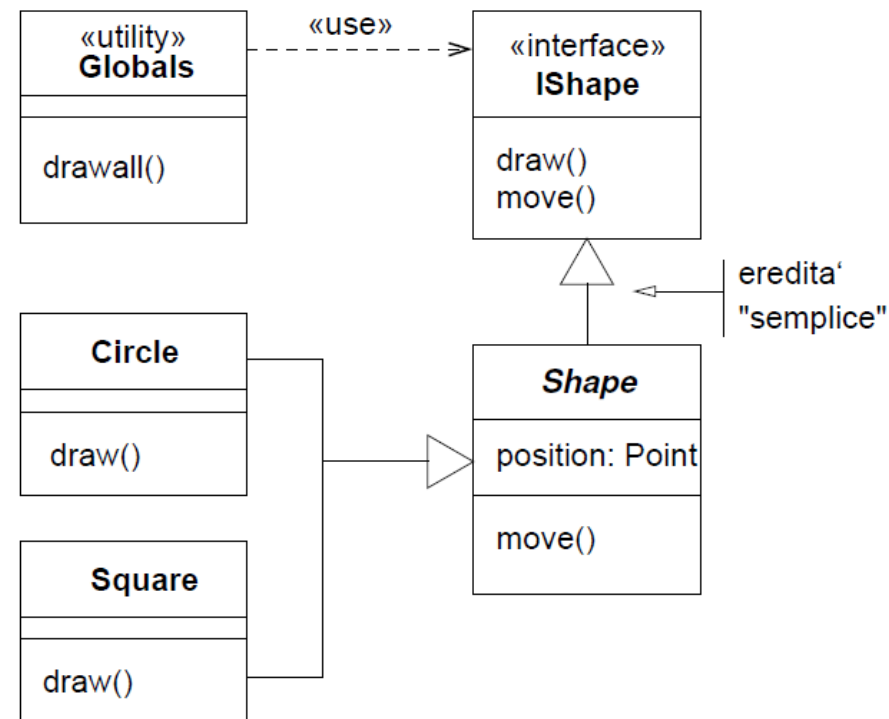 «utility»
Globals
drawall()
«use»
«interface»
IShape
draw()
move()
eredita‘
"semplice"
Circle
draw()
Shape
position: Point
move()
Square
draw()